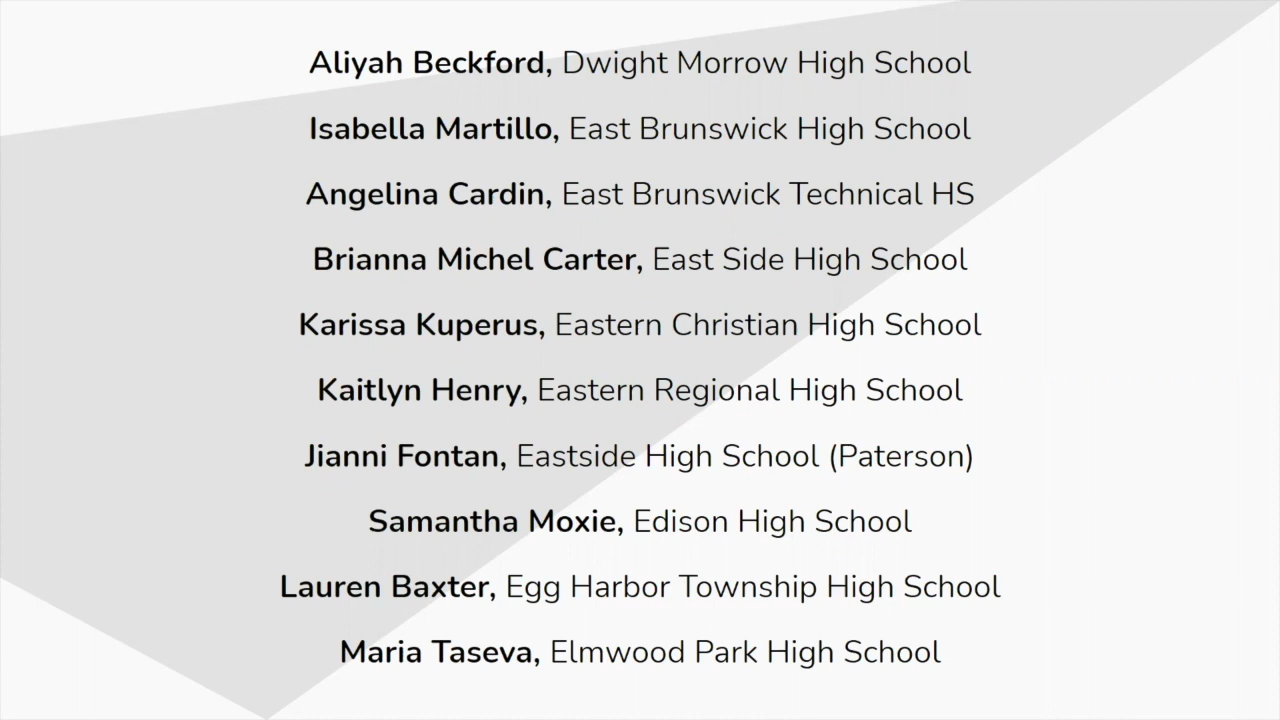 Aliyah Beckford, Dwight Morrow High School
Isabella Martillo, East Brunswick High School
Angelina Cardin, East Brunswick Technical HS
Brianna Michel Carter, East Side High School
Karissa Kuperus, Eastern Christian High School
Kaitlyn Henry, Eastern Regional High School
Jianni Fontan, Eastside High School (Paterson)
Samantha Moxie, Edison High School
Lauren Baxter, Egg Harbor Township High School
Maria Taseva, Elmwood Park High School